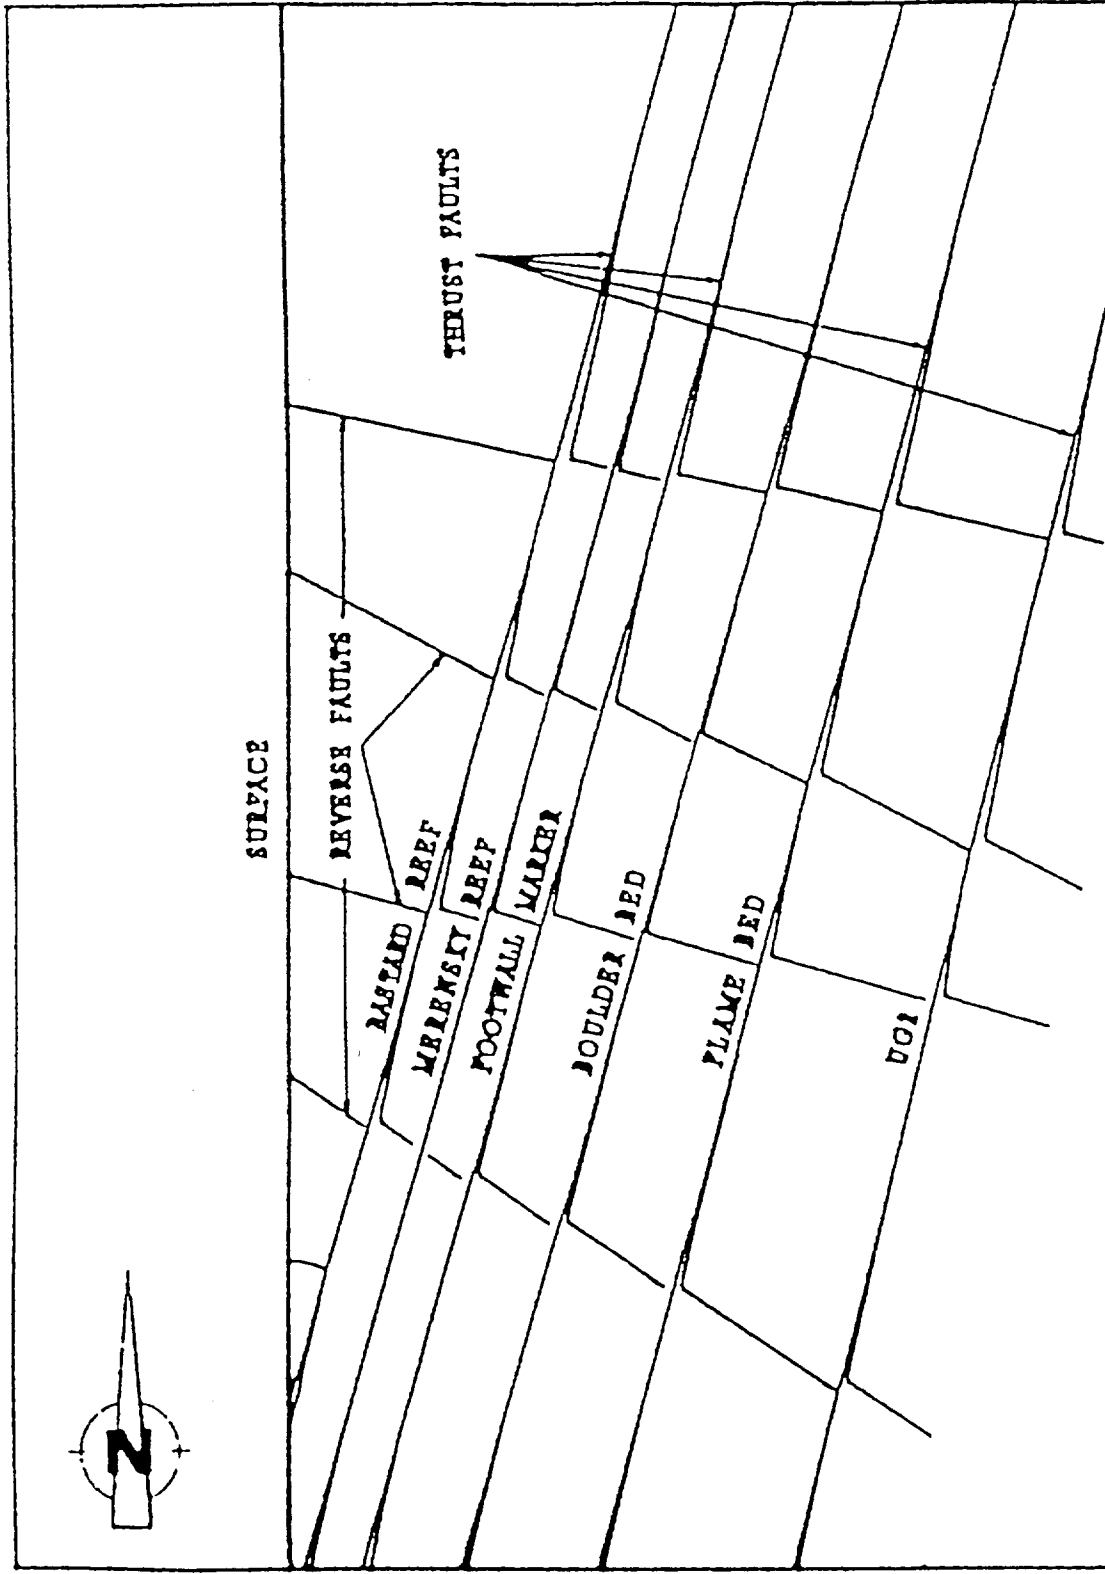 N
SURFACE
REVERSE FAULTS
THRUST FAULTS
BASTARD REEF
MERENSKY REEF
FOOTWALL MARKER
BOULDER BED
FLAME BED
UG1